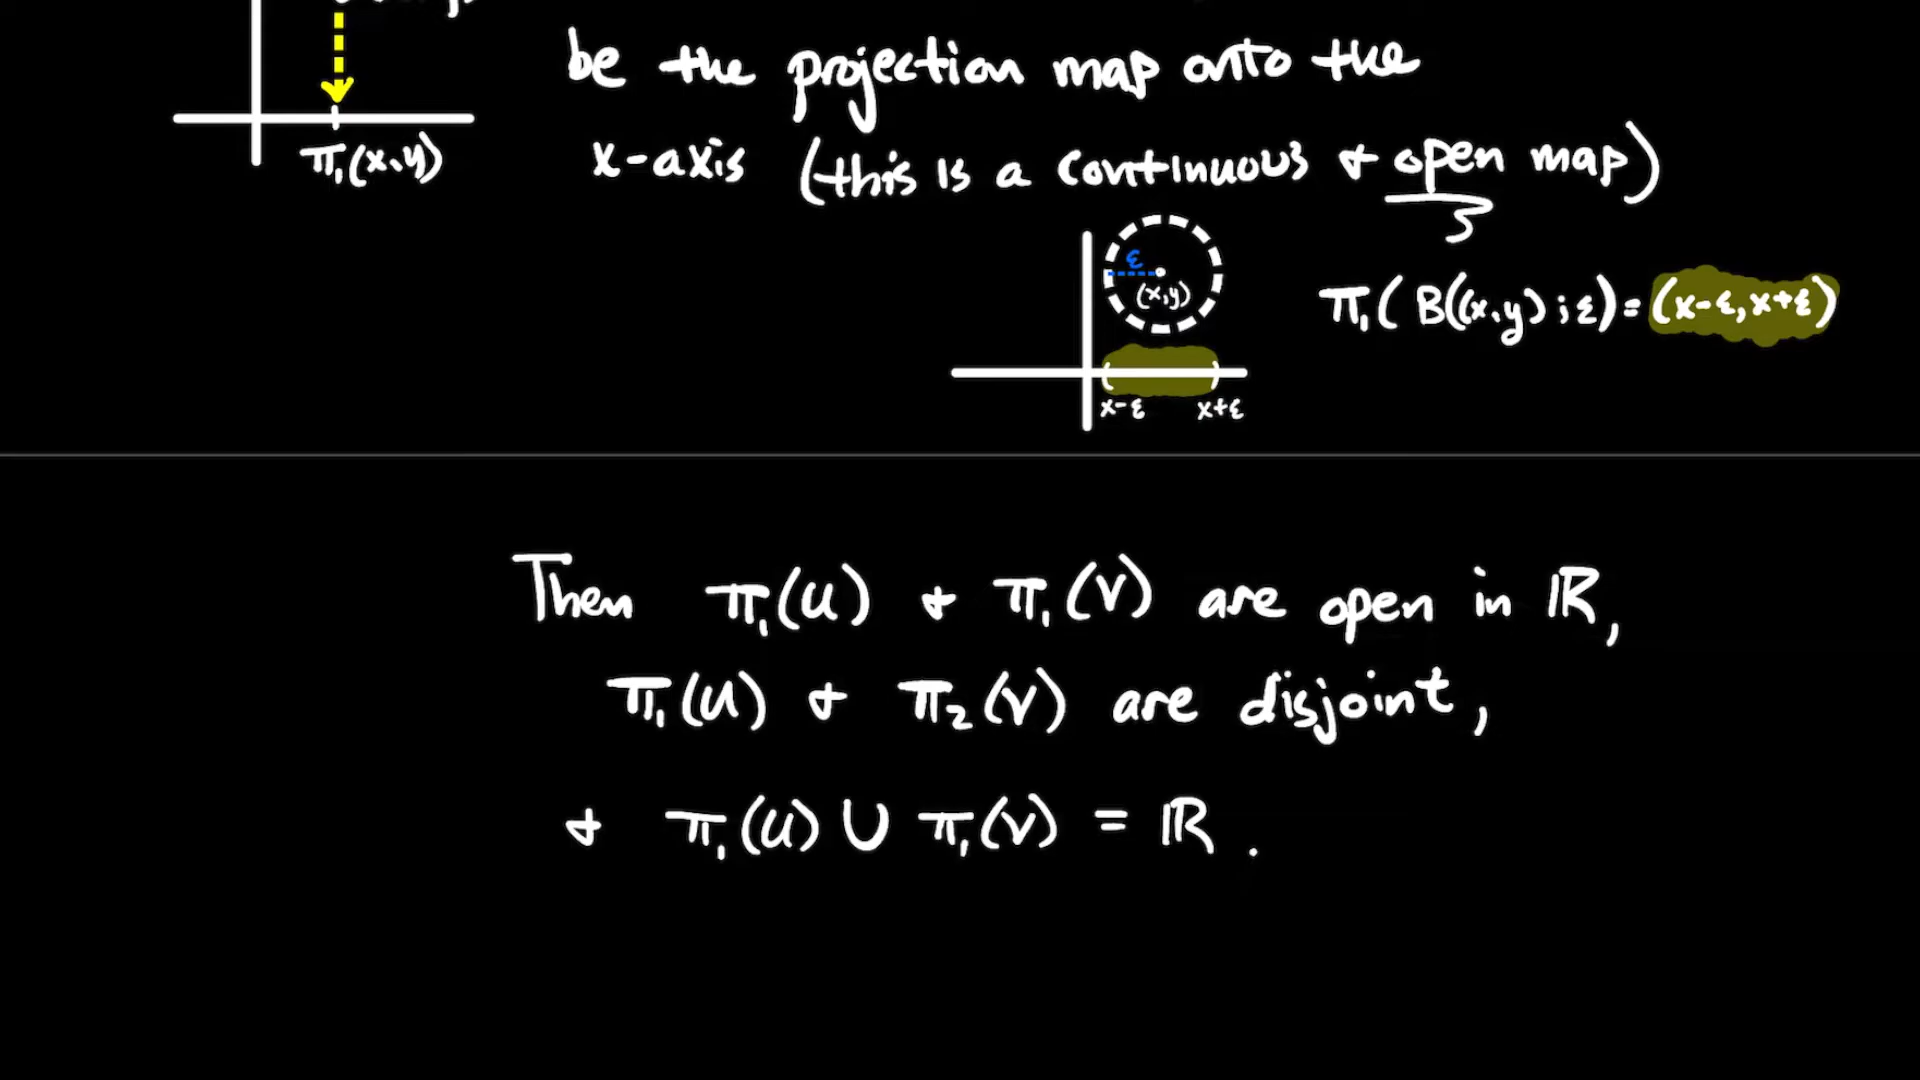 be the projection map onto the
π₁(x,y)
x-axis (this is a continuous & open map)
ε
(x,y)
π₁( B((x,y);ε)=(x-ε,x+ε)
x-ε x+ε
Then π₁(U) & π₁(V) are open in ℝ,
π₁(U) & π₂(V) are disjoint,
& π₁(U) ∪ π₁(V) = ℝ.